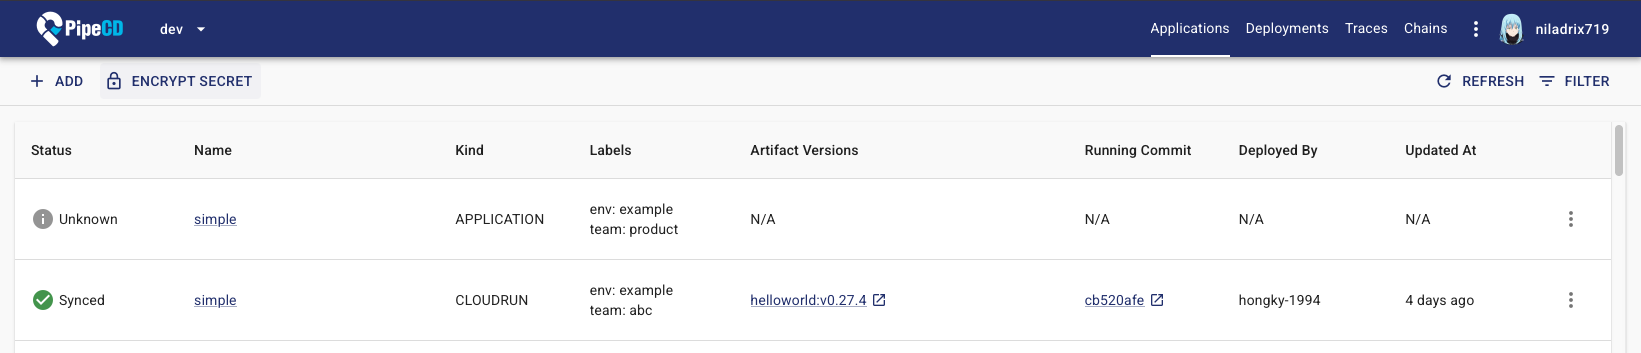 PipeCD
dev
Applications Deployments Traces Chains
niladrix719
ADD
ENCRYPT SECRET
REFRESH
FILTER
Status Name Kind Labels Artifact Versions Running Commit Deployed By Updated At
Unknown simple APPLICATION env: example N/A N/A N/A N/A
team: product
Synced simple CLOUDRUN env: example helloworld:v0.27.4 cb520afe hongky-1994 4 days ago
team: abc